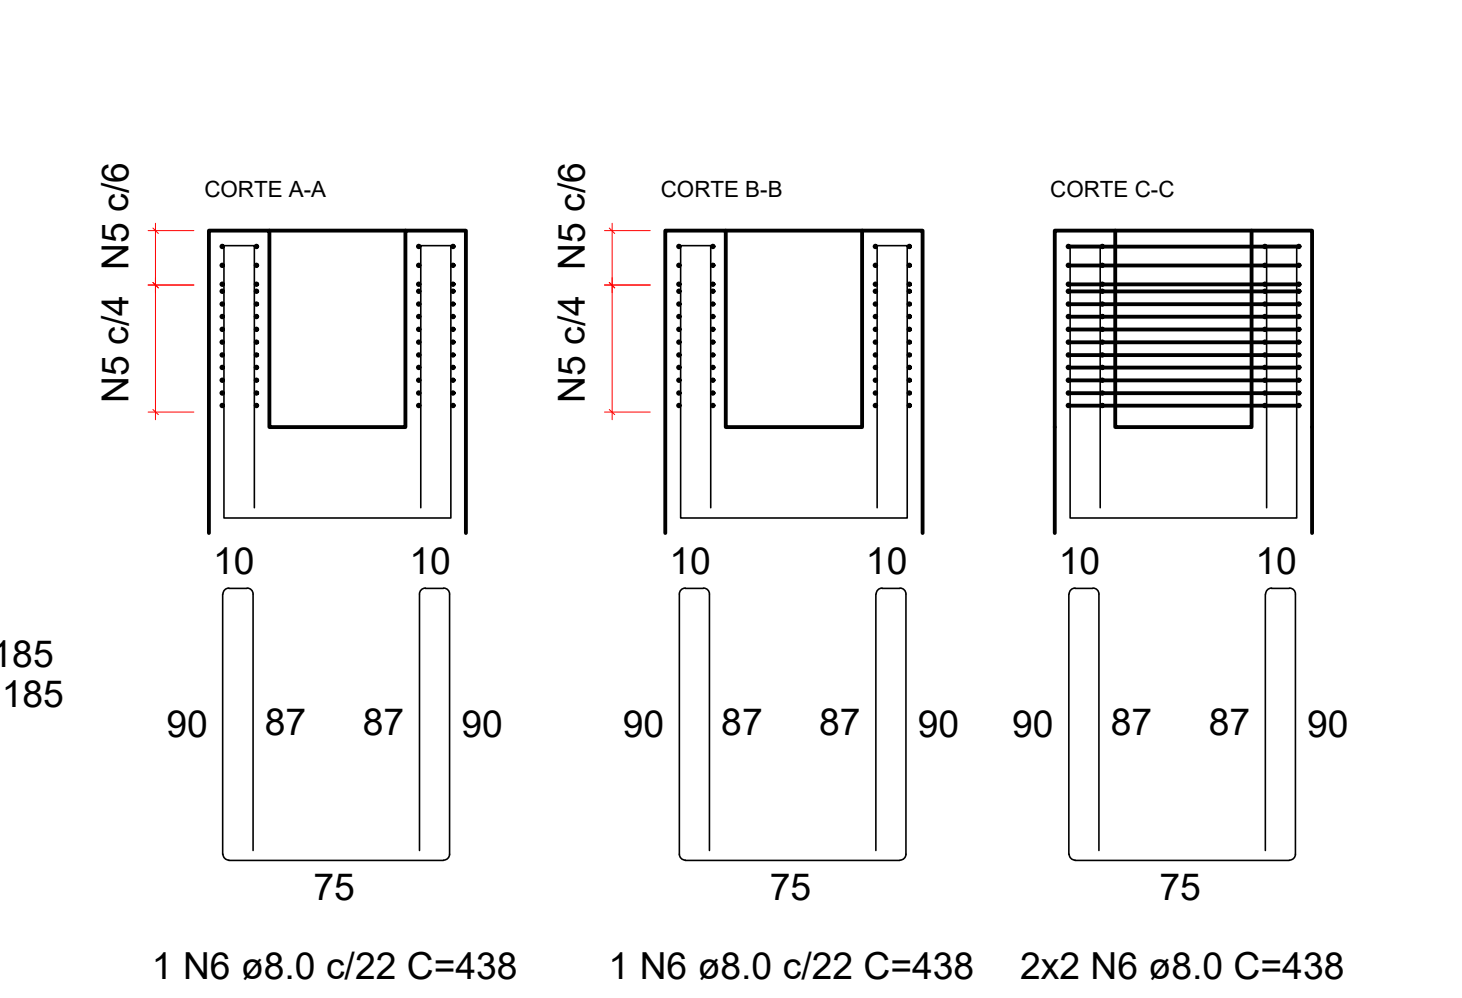 CORTE A-A
CORTE B-B
CORTE C-C
N5 c/6
N5 c/4
N5 c/6
N5 c/4
10 10
10 10
10 10
185
185
90 87 87 90
90 87 87 90
90 87 87 90
75
75
75
1 N6 ø8.0 c/22 C=438
1 N6 ø8.0 c/22 C=438
2x2 N6 ø8.0 C=438